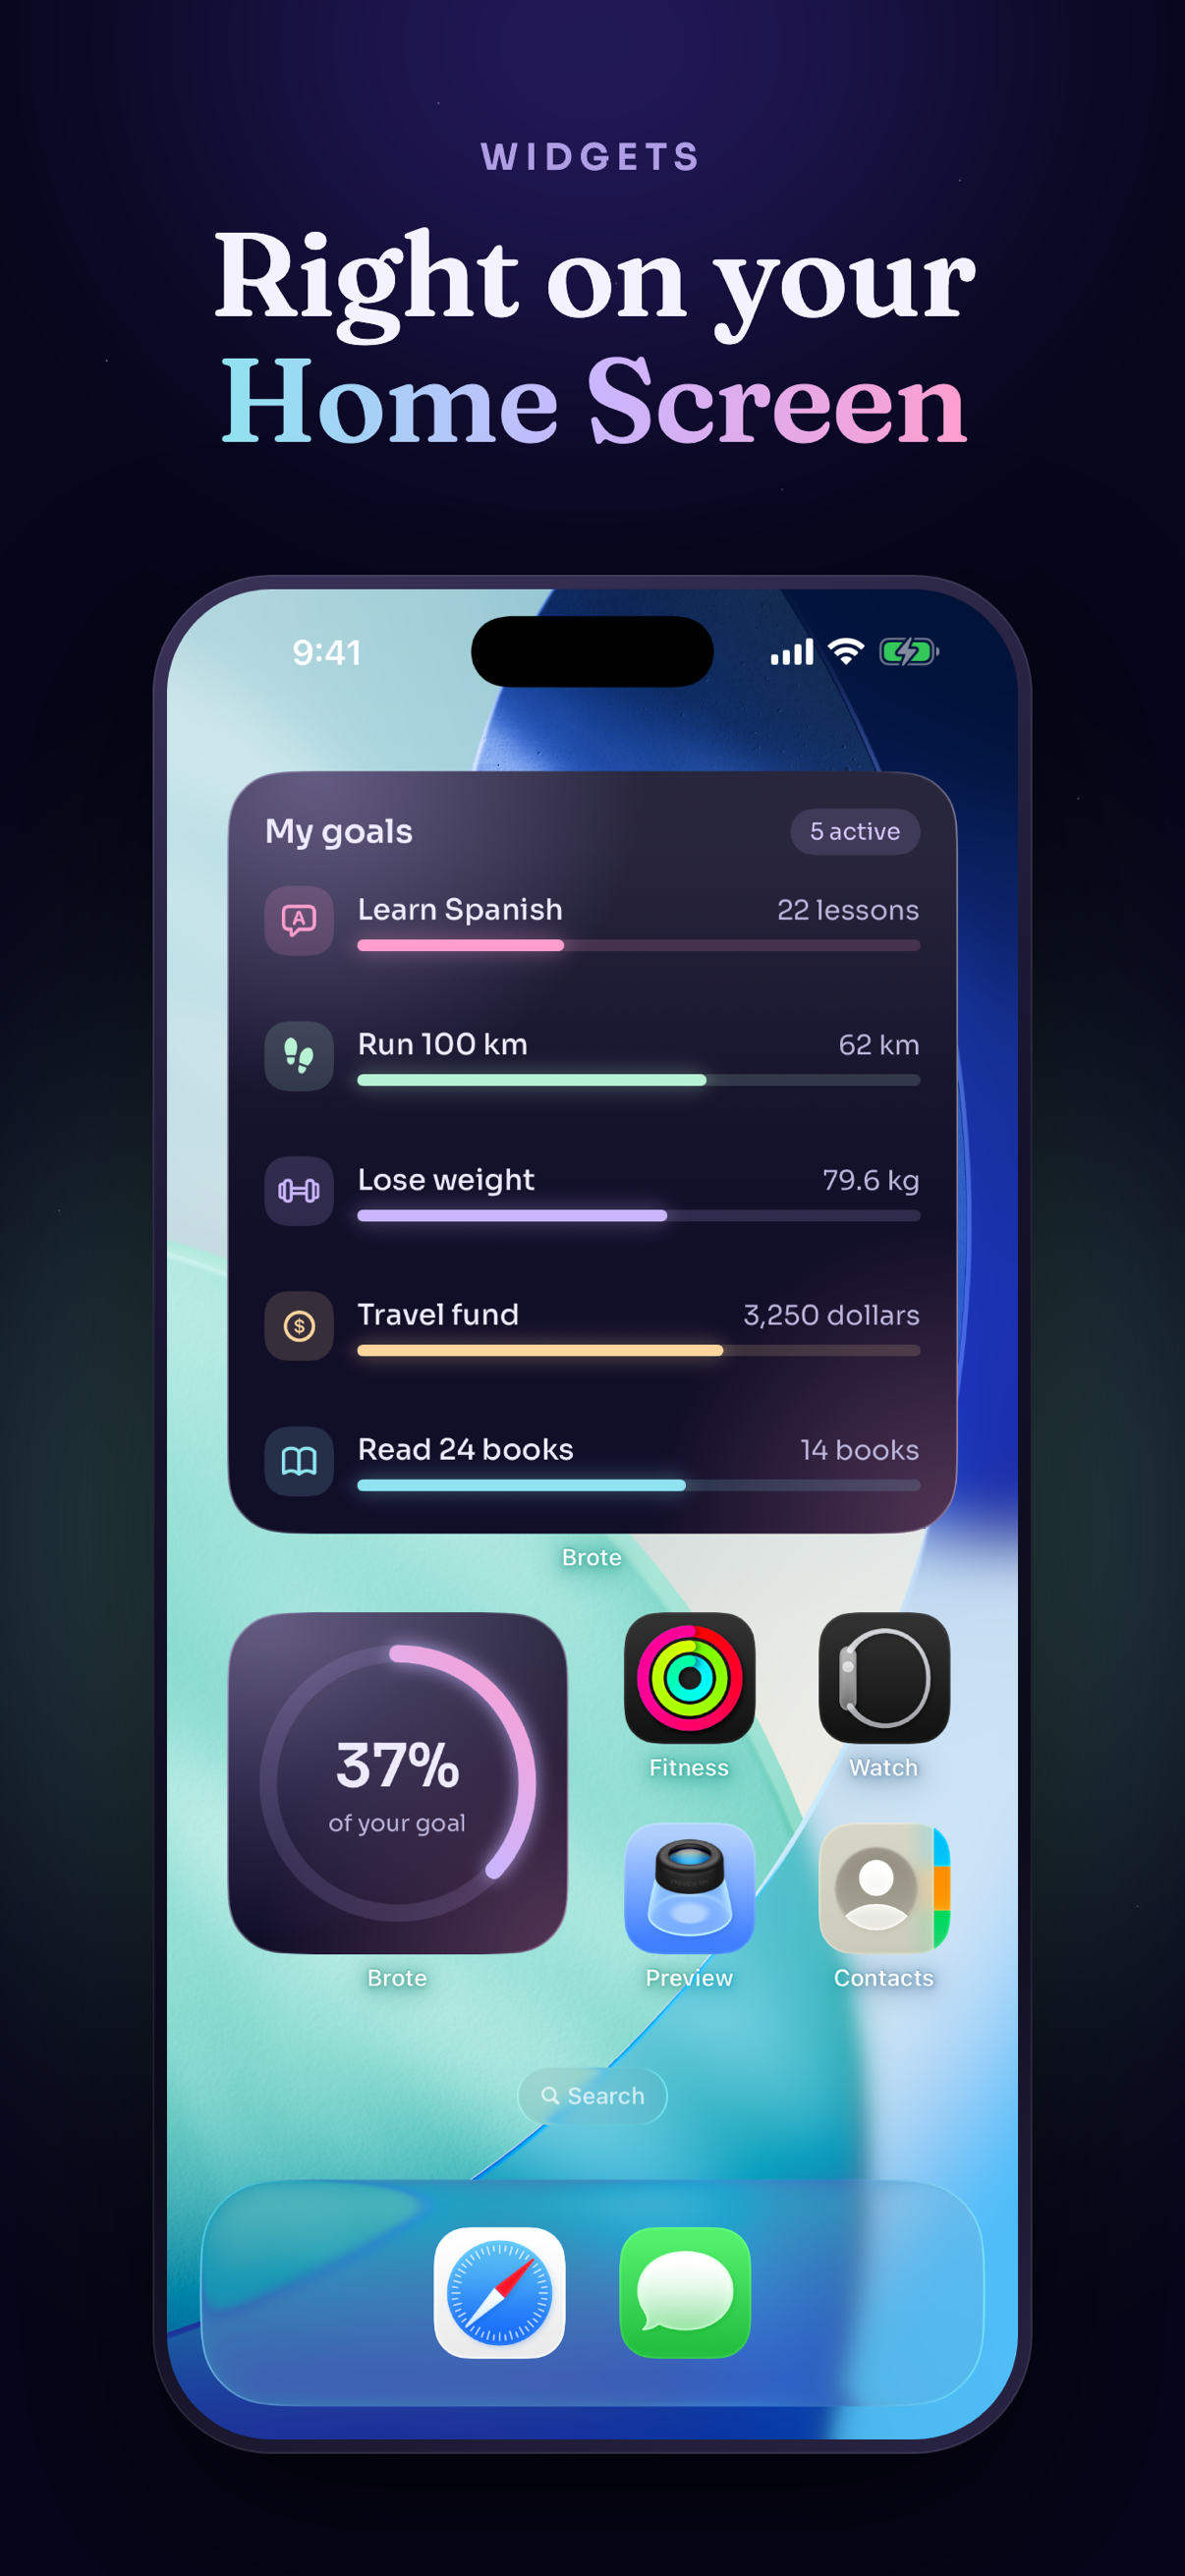 WIDGETS
Right on your
Home Screen
9:41
My goals
5 active
A
Learn Spanish
22 lessons
Run 100 km
62 km
Lose weight
79.6 kg
$
Travel fund
3,250 dollars
Read 24 books
14 books
Brote
37%
of your goal
Brote
Fitness
Watch
Preview
Contacts
Search